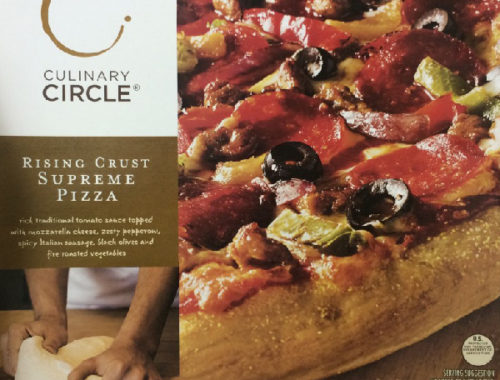 CULINARY
CIRCLE®
RISING CRUST
SUPREME
PIZZA
rich traditional tomato sauce topped
with mozzarella cheese, zesty pepperoni,
spicy Italian sausage, black olives and
fire roasted vegetables
U.S.
SERVING SUGGESTION